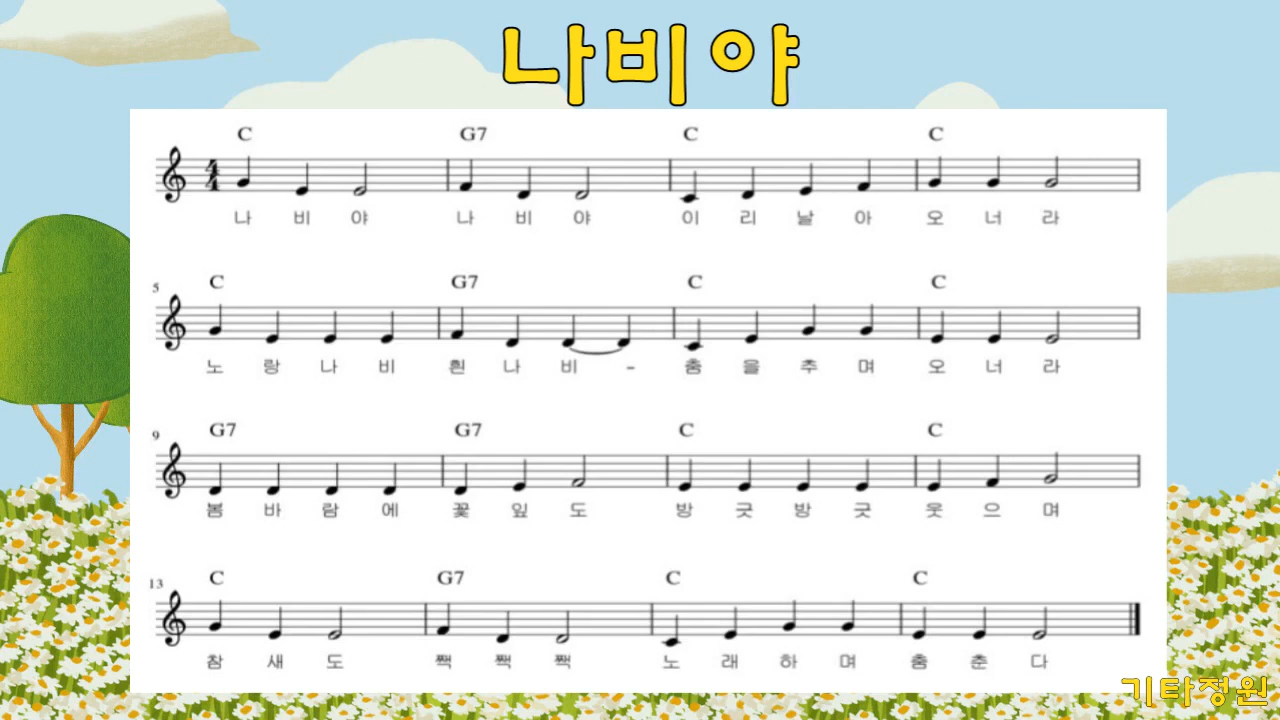 나비야
C G7 C C
4 4
나 비 야 나 비 야 이 리 날 아 오 너 라
5 C G7 C C
노 랑 나 비 흰 나 비 - 춤 을 추 며 오 너 라
9 G7 G7 C C
봄 바 람 에 꽃 잎 도 방 긋 방 긋 웃 으 며
13 C G7 C C
참 새 도 짹 짹 짹 노 래 하 며 춤 춘 다
기타정원